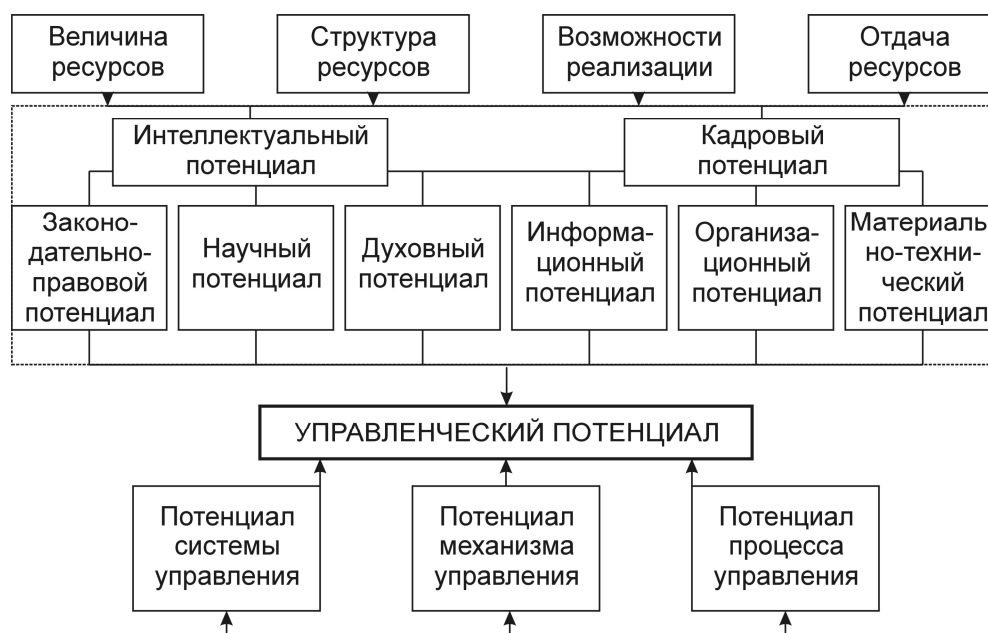 Величина
ресурсов
Структура
ресурсов
Возможности
реализации
Отдача
ресурсов
Интеллектуальный
потенциал
Кадровый
потенциал
Законо-
дательно-
правовой
потенциал
Научный
потенциал
Духовный
потенциал
Информа-
ционный
потенциал
Организа-
ционный
потенциал
Материаль-
но-техни-
ческий
потенциал
УПРАВЛЕНЧЕСКИЙ ПОТЕНЦИАЛ
Потенциал
системы
управления
Потенциал
механизма
управления
Потенциал
процесса
управления